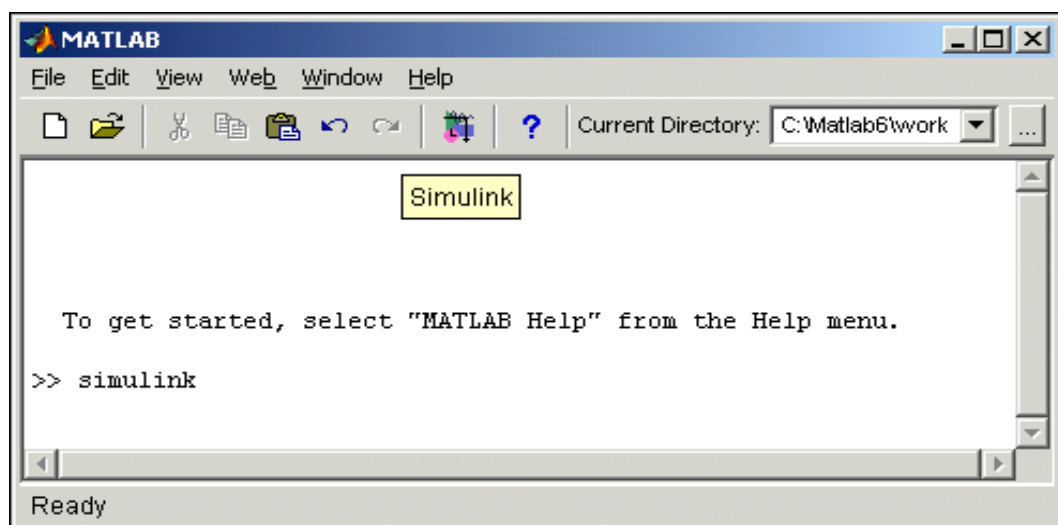 MATLAB
File Edit View Web Window Help
? Current Directory: C:\Matlab6\work ...
Simulink
To get started, select "MATLAB Help" from the Help menu.
>> simulink
Ready